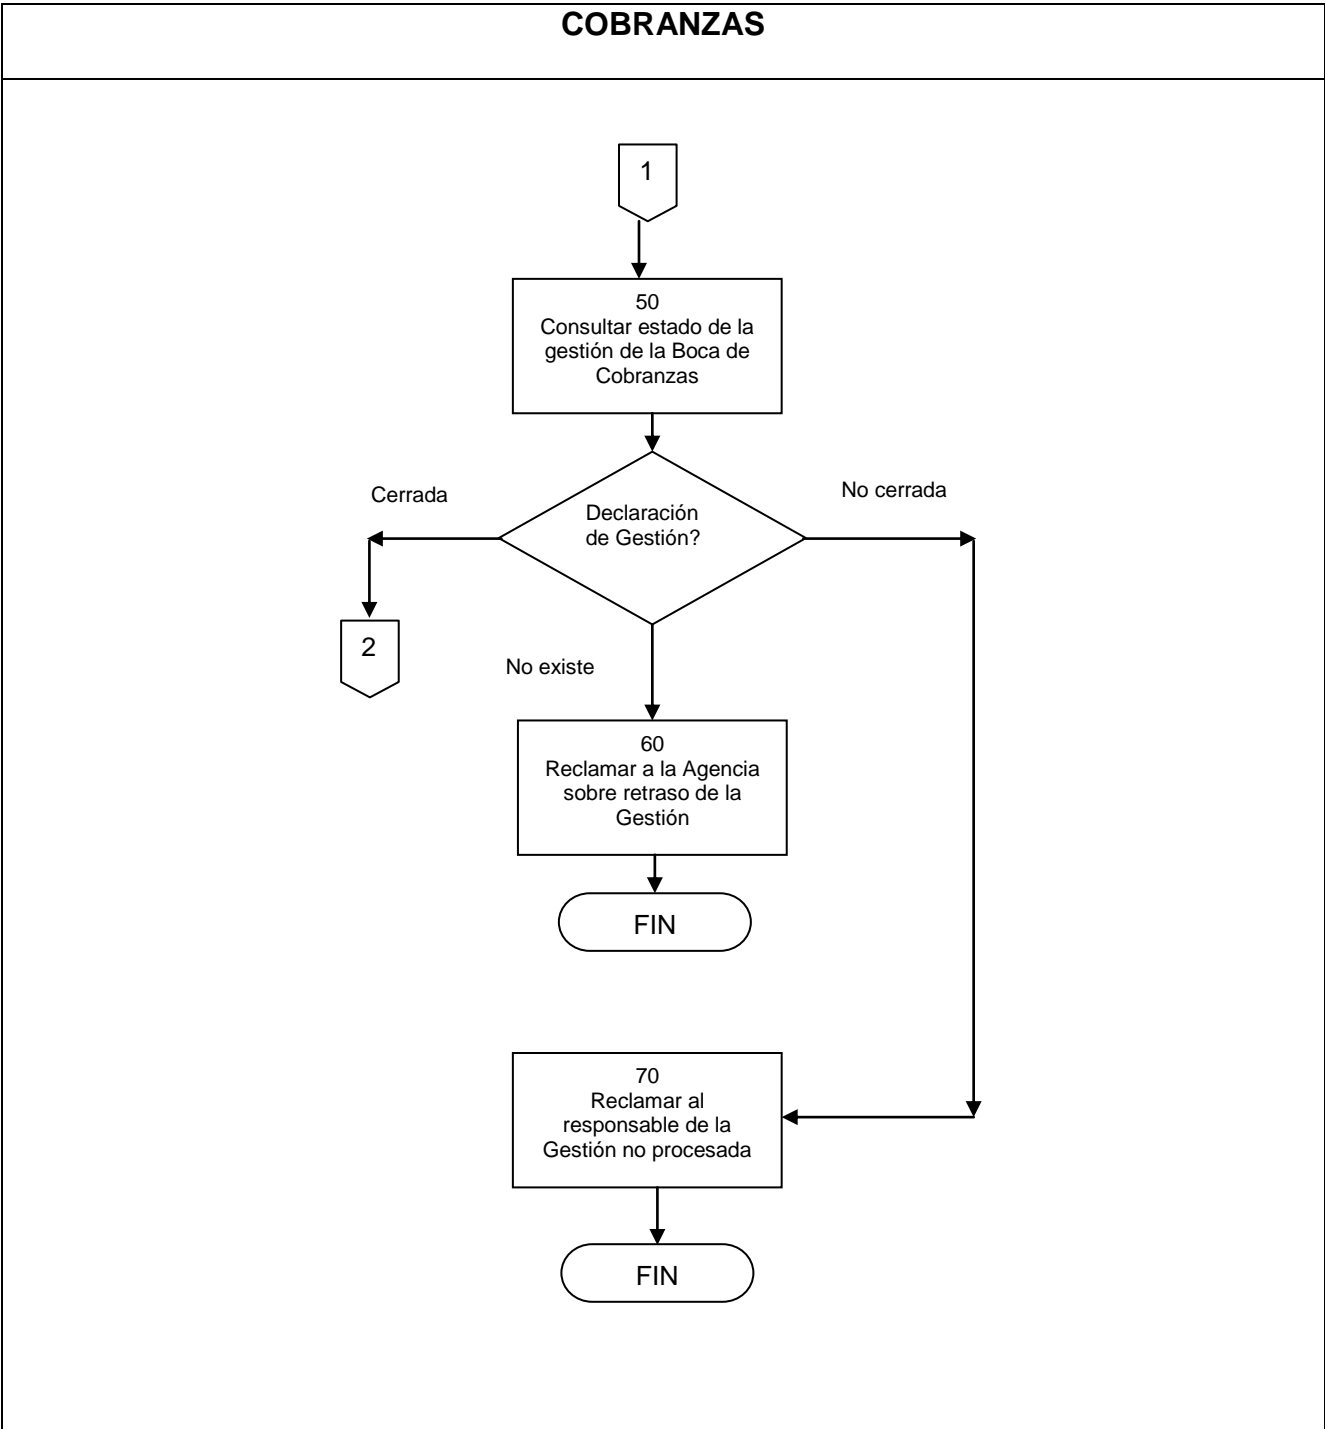 COBRANZAS
1
50
Consultar estado de la
gestión de la Boca de
Cobranzas
Cerrada
No cerrada
Declaración
de Gestión?
2
No existe
60
Reclamar a la Agencia
sobre retraso de la
Gestión
FIN
70
Reclamar al
responsable de la
Gestión no procesada
FIN